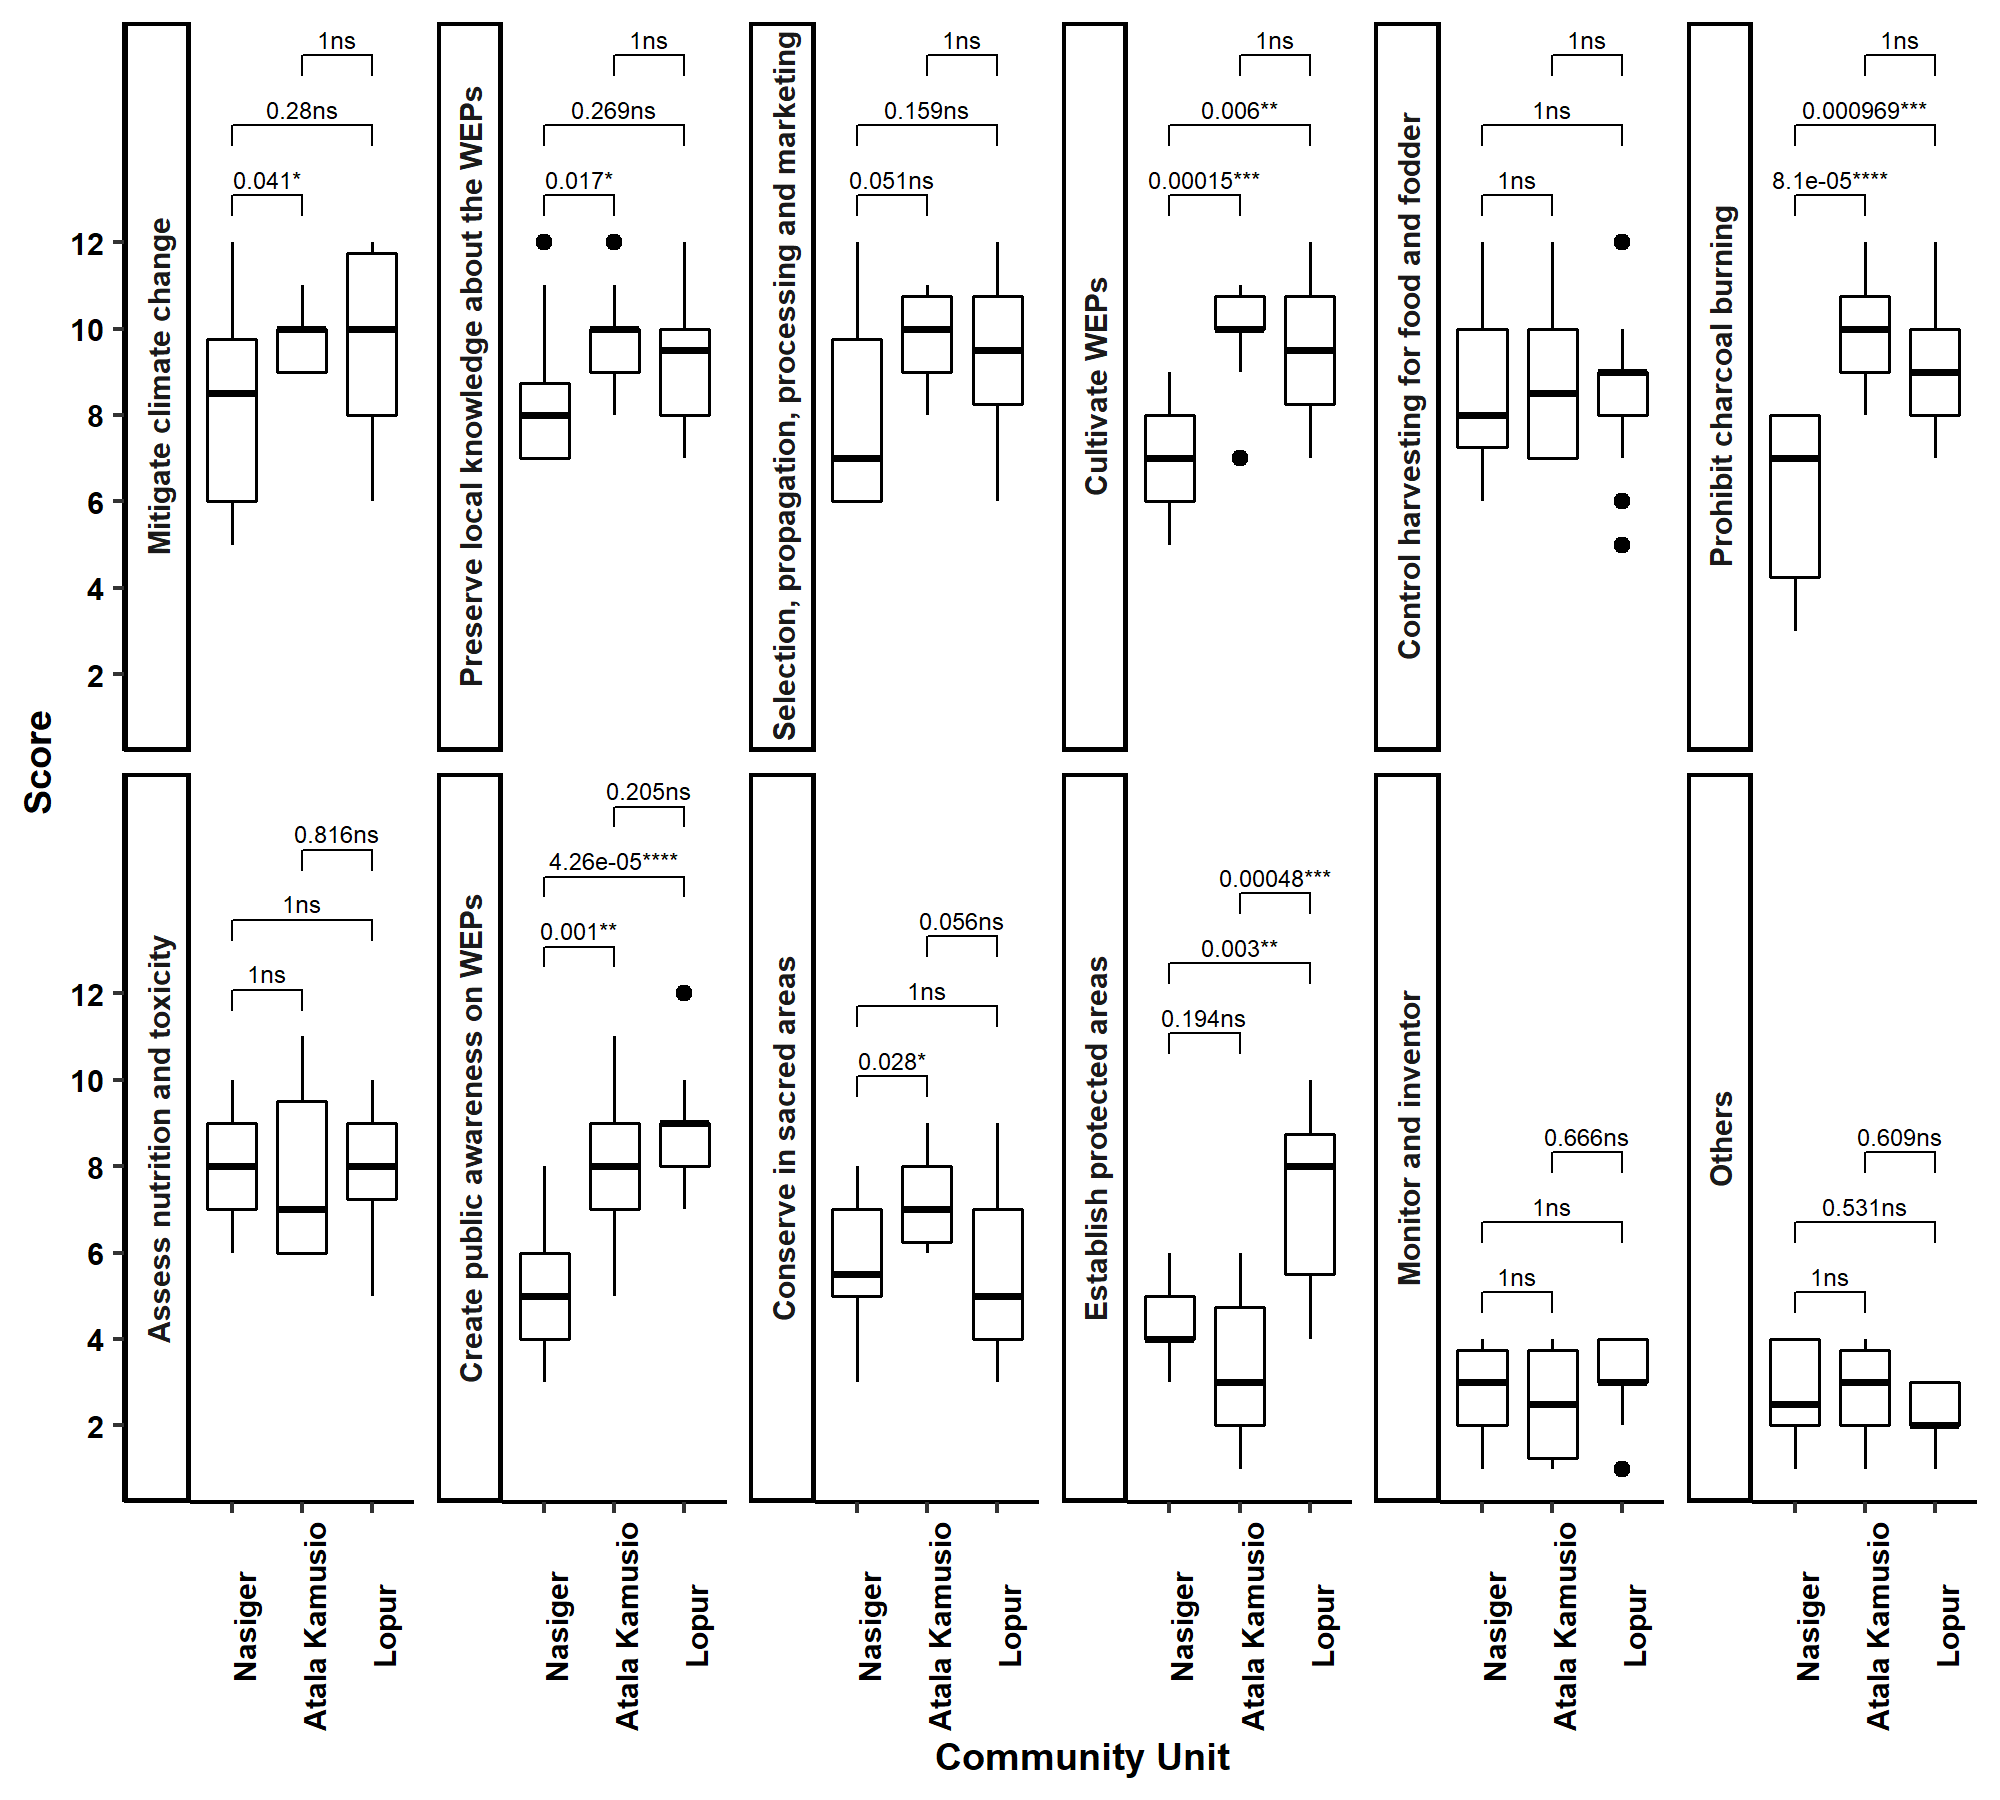 Score
Mitigate climate change
1ns
0.28ns
0.041*
Preserve local knowledge about the WEPs
1ns
0.269ns
0.017*
Selection, propagation, processing and marketing
1ns
0.159ns
0.051ns
Cultivate WEPs
1ns
0.006**
0.00015***
Control harvesting for food and fodder
1ns
1ns
1ns
Prohibit charcoal burning
1ns
0.000969***
8.1e-05****
12
10
8
6
4
2
Assess nutrition and toxicity
0.816ns
1ns
1ns
Create public awareness on WEPs
0.205ns
4.26e-05****
0.001**
Conserve in sacred areas
0.056ns
1ns
0.028*
Establish protected areas
0.00048***
0.003**
0.194ns
Monitor and inventor
0.666ns
1ns
1ns
Others
0.609ns
0.531ns
1ns
12
10
8
6
4
2
Nasiger
Atala Kamusio
Lopur
Nasiger
Atala Kamusio
Lopur
Nasiger
Atala Kamusio
Lopur
Nasiger
Atala Kamusio
Lopur
Nasiger
Atala Kamusio
Lopur
Nasiger
Atala Kamusio
Lopur
Community Unit